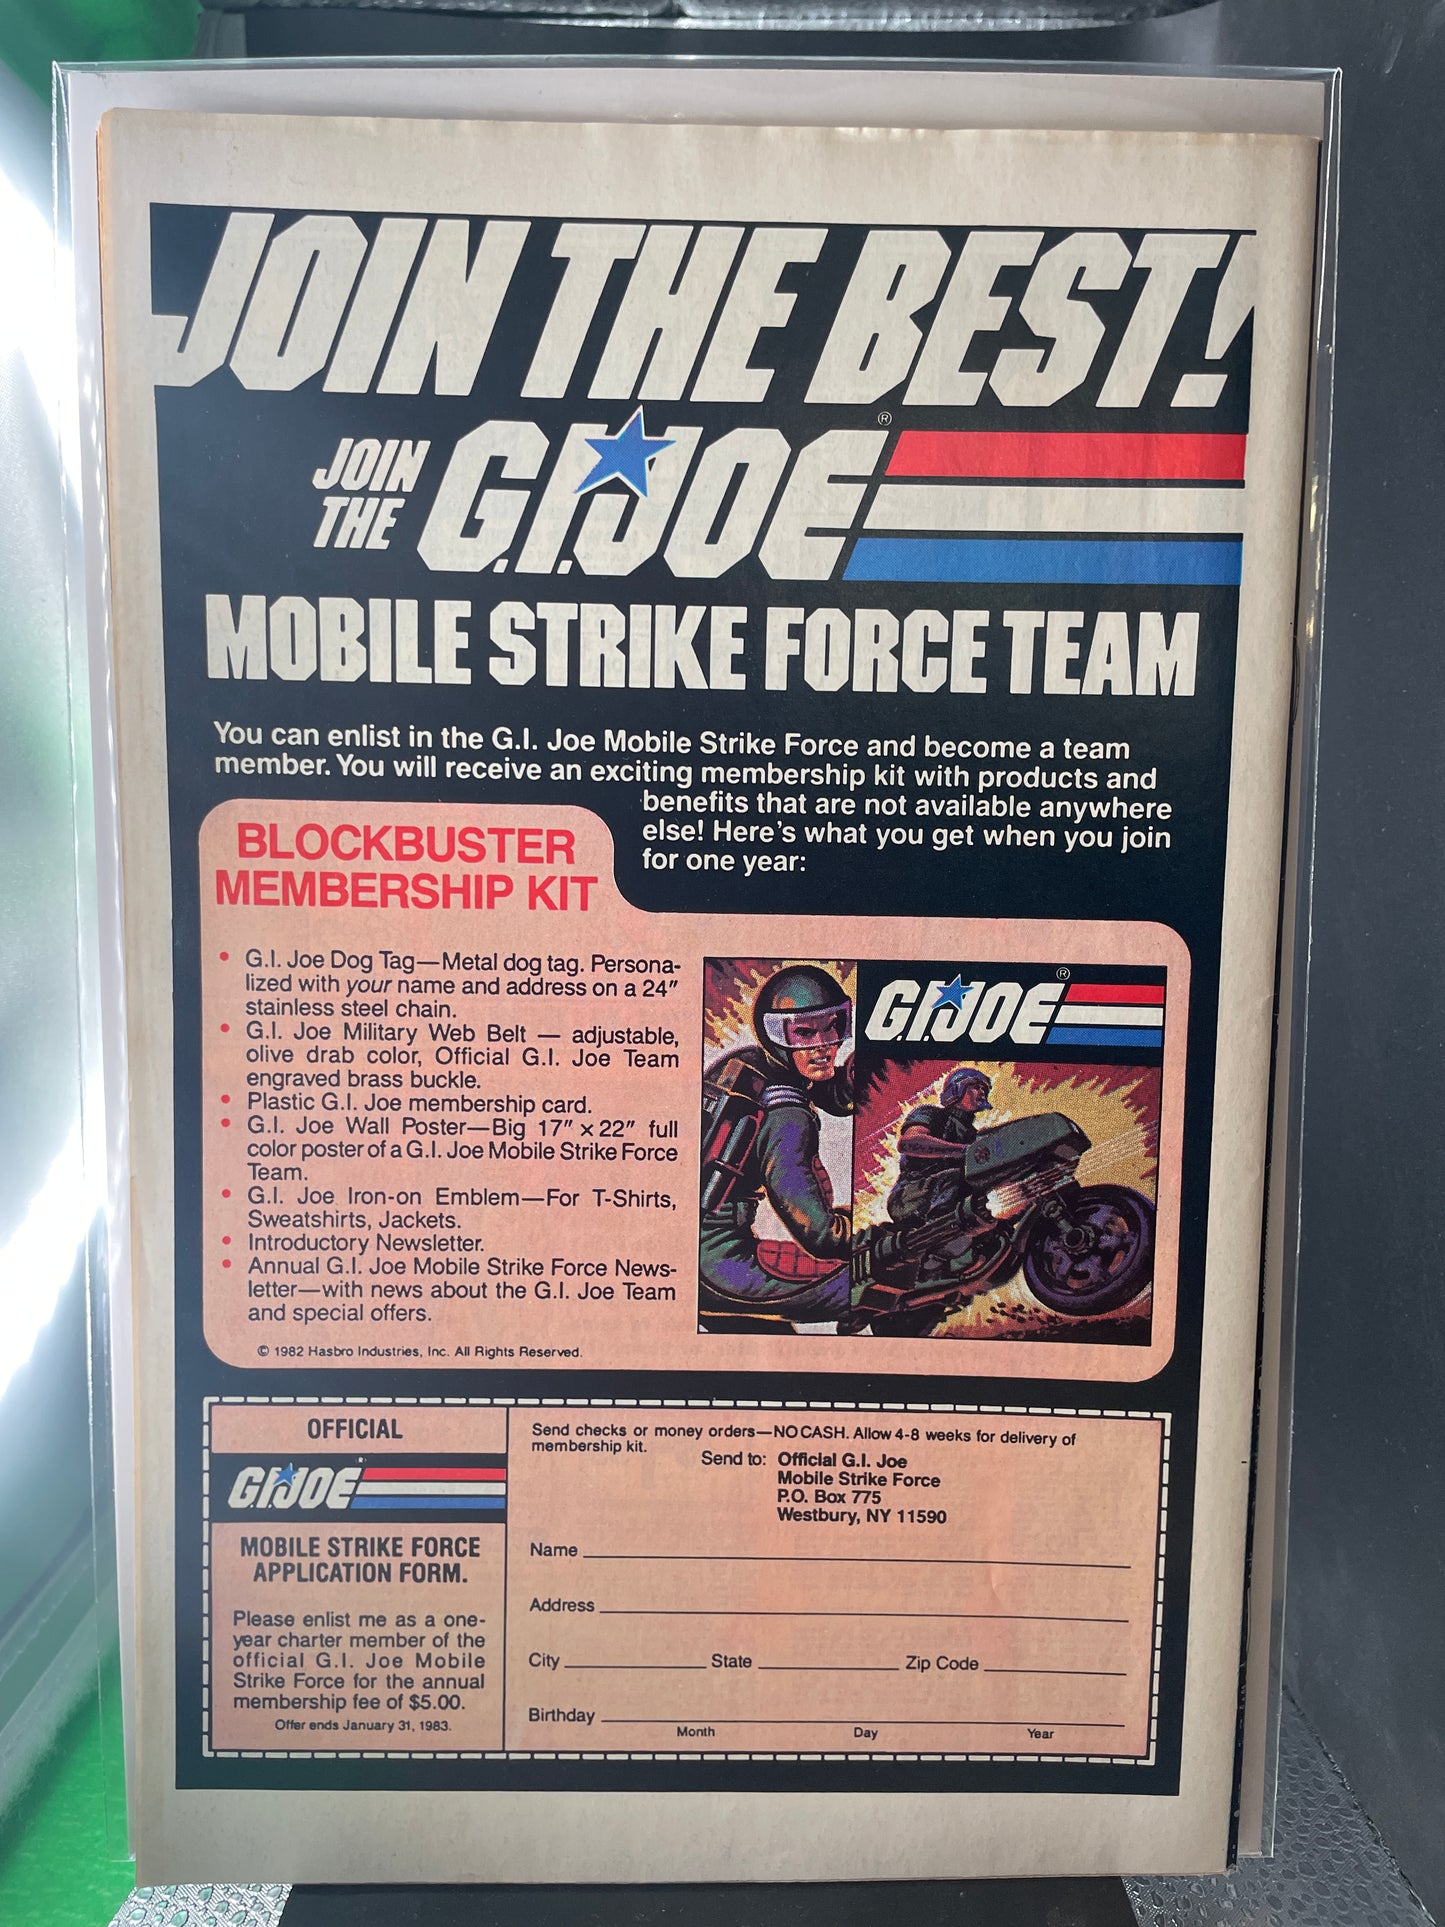 JOIN THE BEST!
JOIN
THE
G.I. JOE ®
MOBILE STRIKE FORCE TEAM
You can enlist in the G.I. Joe Mobile Strike Force and become a team
member. You will receive an exciting membership kit with products and
benefits that are not available anywhere
else! Here's what you get when you join
for one year:
BLOCKBUSTER
MEMBERSHIP KIT
• G.I. Joe Dog Tag—Metal dog tag. Persona-
lized with your name and address on a 24"
stainless steel chain.
• G.I. Joe Military Web Belt — adjustable,
olive drab color, Official G.I. Joe Team
engraved brass buckle.
• Plastic G.I. Joe membership card.
• G.I. Joe Wall Poster—Big 17" x 22" full
color poster of a G.I. Joe Mobile Strike Force
Team.
• G.I. Joe Iron-on Emblem—For T-Shirts,
Sweatshirts, Jackets.
• Introductory Newsletter.
• Annual G.I. Joe Mobile Strike Force News-
letter—with news about the G.I. Joe Team
and special offers.
© 1982 Hasbro Industries, Inc. All Rights Reserved.
G.I. JOE ®
OFFICIAL
G.I. JOE ®
MOBILE STRIKE FORCE
APPLICATION FORM.
Please enlist me as a one-
year charter member of the
official G.I. Joe Mobile
Strike Force for the annual
membership fee of $5.00.
Offer ends January 31, 1983.
Send checks or money orders—NO CASH. Allow 4-8 weeks for delivery of
membership kit.
Send to: Official G.I. Joe
Mobile Strike Force
P.O. Box 775
Westbury, NY 11590
Name
Address
City State Zip Code
Birthday
Month Day Year